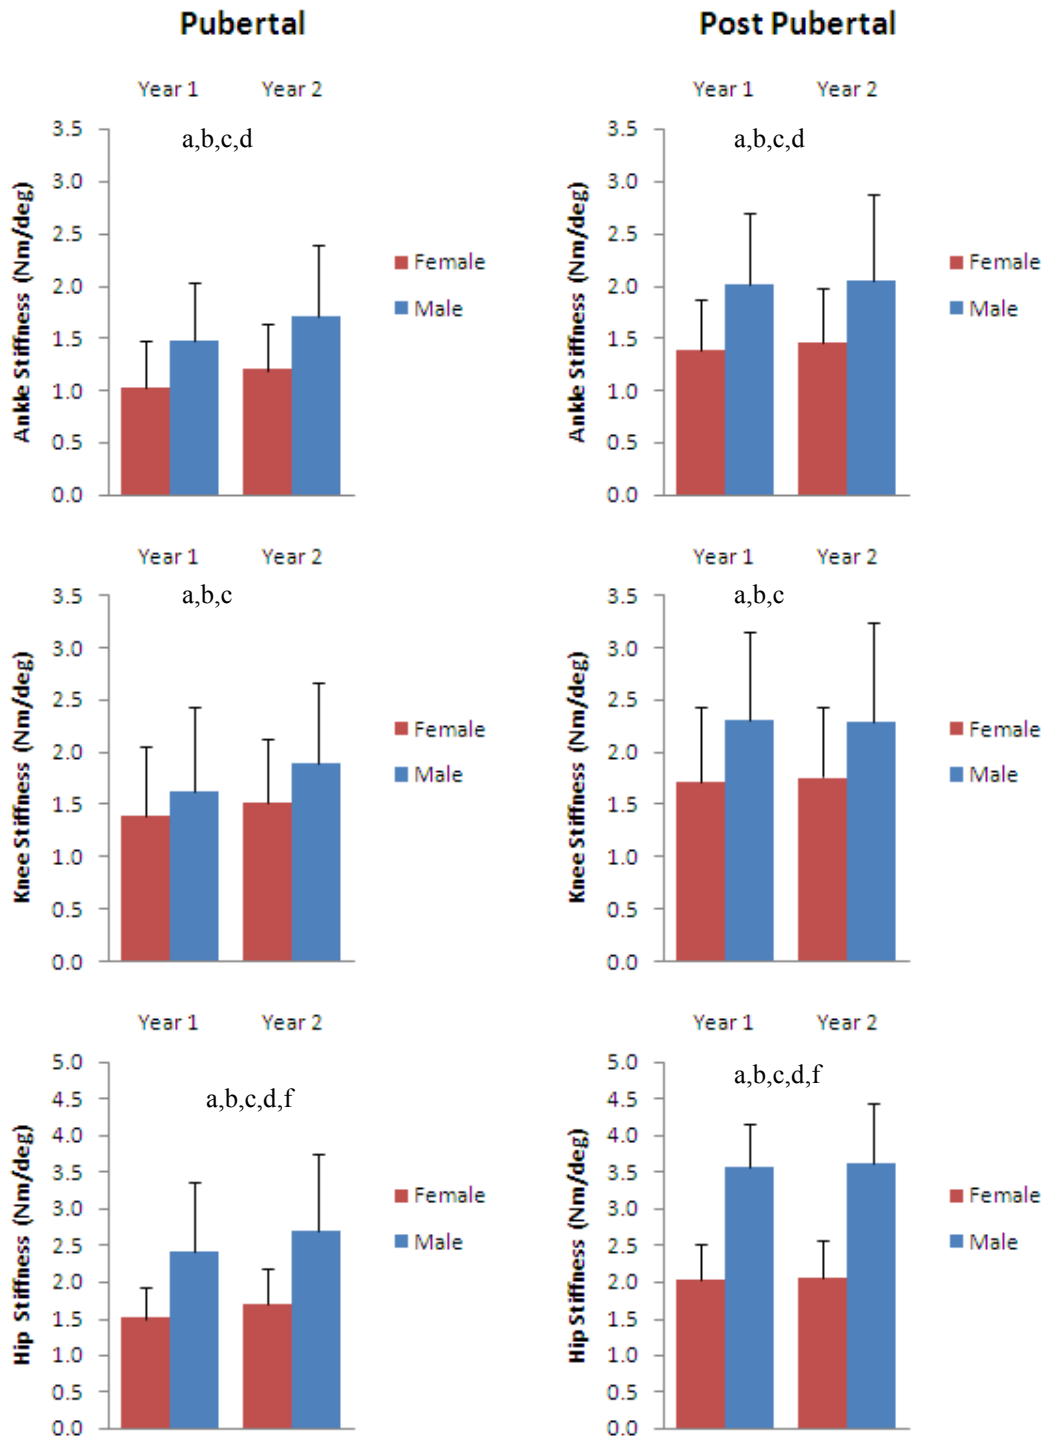 Pubertal
Post Pubertal
Year 1 Year 2
a,b,c,d
Ankle Stiffness (Nm/deg)
3.5
3.0
2.5
2.0
1.5
1.0
0.5
0.0
Female
Male
Year 1 Year 2
a,b,c,d
Ankle Stiffness (Nm/deg)
3.5
3.0
2.5
2.0
1.5
1.0
0.5
0.0
Female
Male
Year 1 Year 2
a,b,c
Knee Stiffness (Nm/deg)
3.5
3.0
2.5
2.0
1.5
1.0
0.5
0.0
Female
Male
Year 1 Year 2
a,b,c
Knee Stiffness (Nm/deg)
3.5
3.0
2.5
2.0
1.5
1.0
0.5
0.0
Female
Male
Year 1 Year 2
a,b,c,d,f
Hip Stiffness (Nm/deg)
5.0
4.5
4.0
3.5
3.0
2.5
2.0
1.5
1.0
0.5
0.0
Female
Male
Year 1 Year 2
a,b,c,d,f
Hip Stiffness (Nm/deg)
5.0
4.5
4.0
3.5
3.0
2.5
2.0
1.5
1.0
0.5
0.0
Female
Male